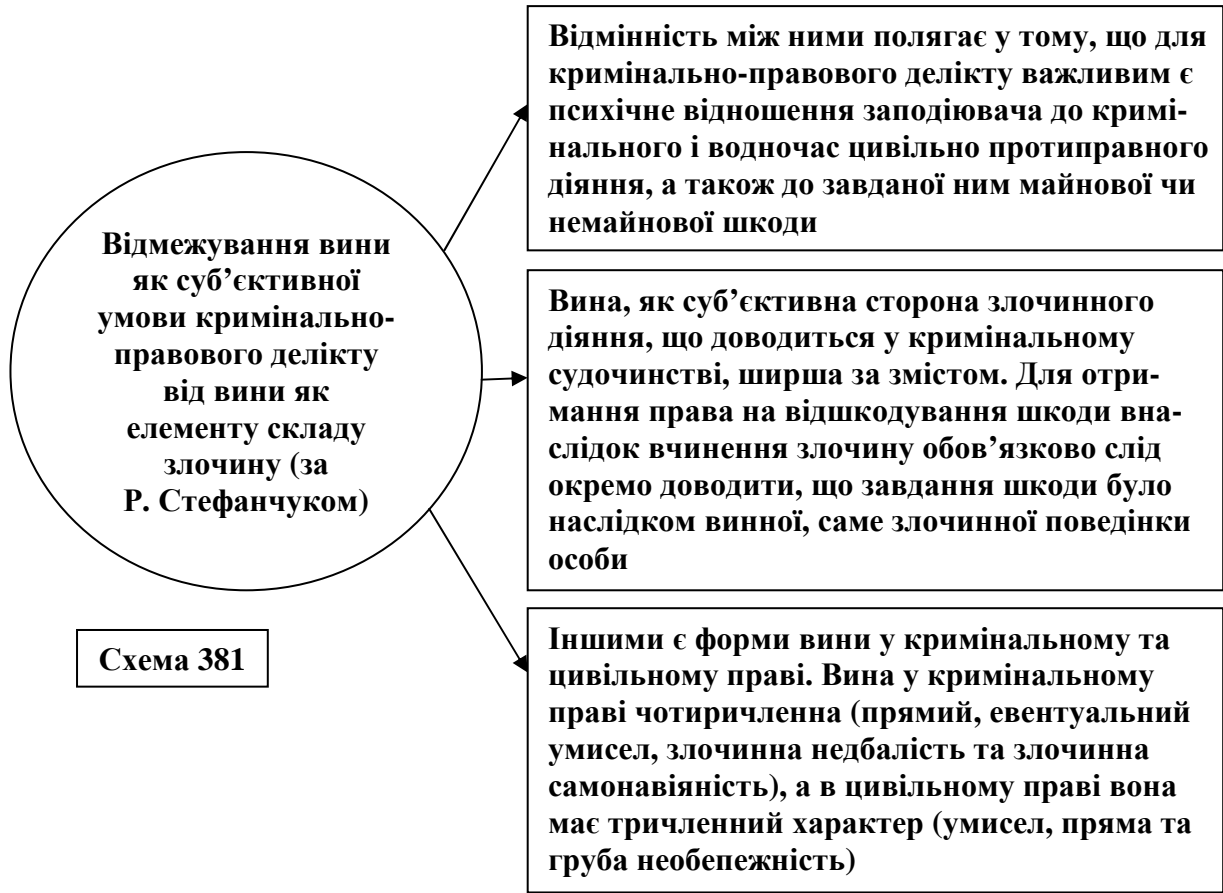 Відмежування вини
як суб’єктивної
умови кримінально-
правового делікту
від вини як
елементу складу
злочину (за
Р. Стефанчуком)
Схема 381
Відмінність між ними полягає у тому, що для
кримінально-правового делікту важливим є
психічне відношення заподіювача до кримі-
нального і водночас цивільно протиправного
діяння, а також до завданої ним майнової чи
немайнової шкоди
Вина, як суб’єктивна сторона злочинного
діяння, що доводиться у кримінальному
судочинстві, ширша за змістом. Для отри-
мання права на відшкодування шкоди вна-
слідок вчинення злочину обов’язково слід
окремо доводити, що завдання шкоди було
наслідком винної, саме злочинної поведінки
особи
Іншими є форми вини у кримінальному та
цивільному праві. Вина у кримінальному
праві чотиричленна (прямий, евентуальний
умисел, злочинна недбалість та злочинна
самонавіяність), а в цивільному праві вона
має тричленний характер (умисел, пряма та
груба необепежність)